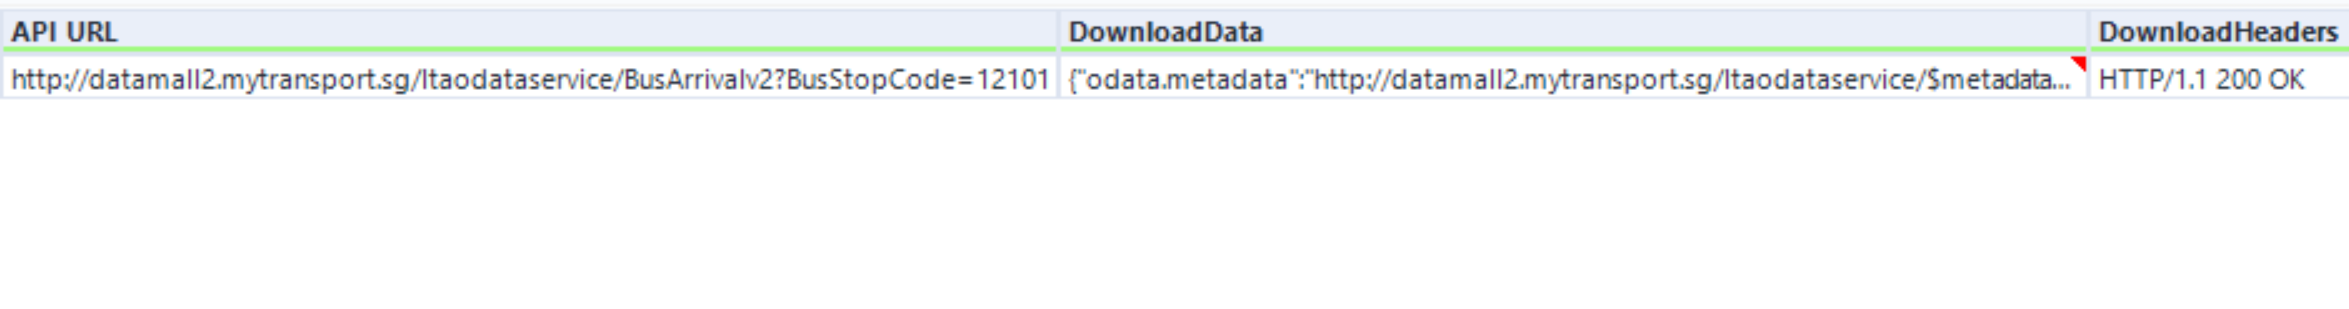 API URL DownloadData DownloadHeaders
http://datamall2.mytransport.sg/ltaodataservice/BusArrivalv2?BusStopCode=12101 {"odata.metadata":"http://datamall2.mytransport.sg/ltaodataservice/$metadata... HTTP/1.1 200 OK